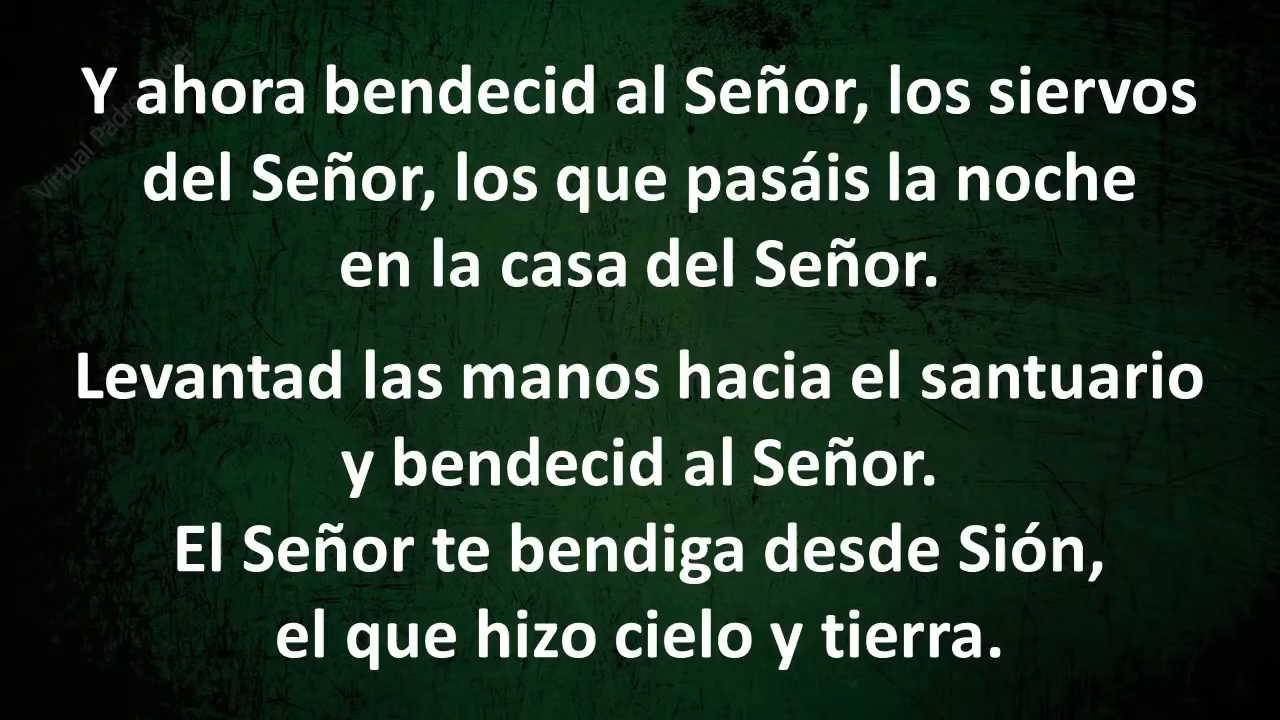 Y ahora bendecid al Señor, los siervos
del Señor, los que pasáis la noche
en la casa del Señor.
Levantad las manos hacia el santuario
y bendecid al Señor.
El Señor te bendiga desde Sión,
el que hizo cielo y tierra.